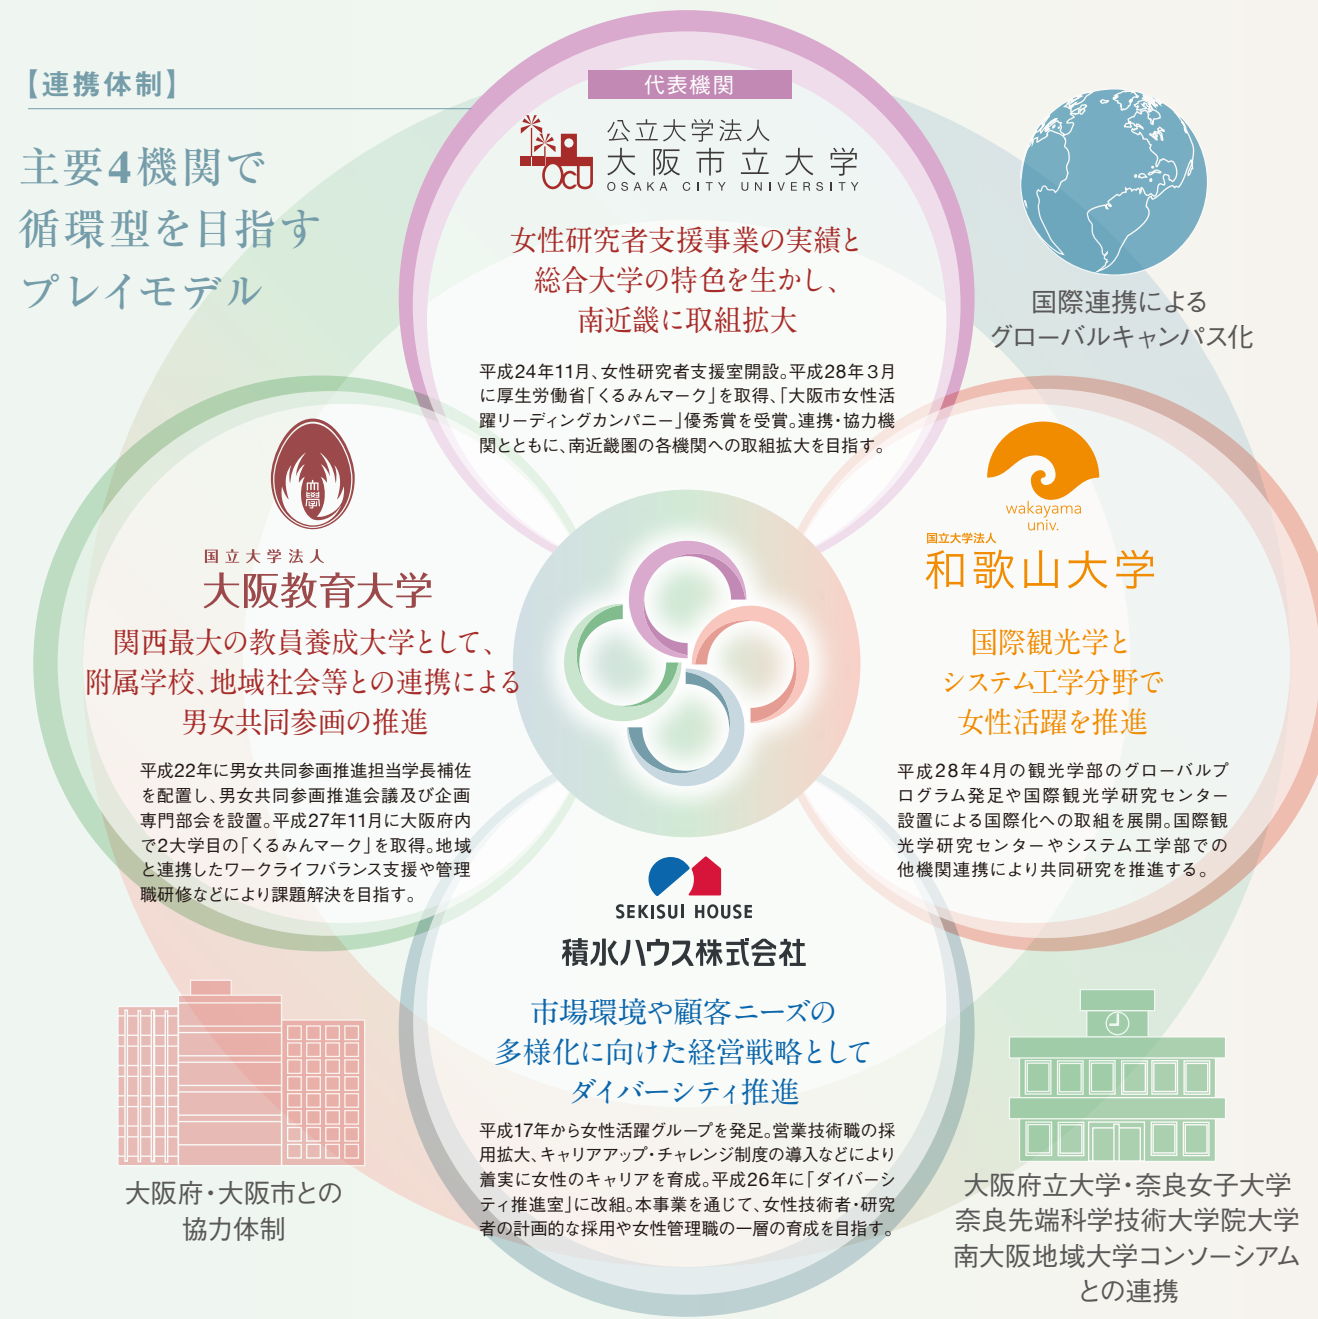 【連携体制】
主要4機関で
循環型を目指す
プレイモデル
代表機関
OCU
公立大学法人
大阪市立大学
OSAKA CITY UNIVERSITY
女性研究者支援事業の実績と
総合大学の特色を生かし、
南近畿に取組拡大
平成24年11月、女性研究者支援室開設。平成28年3月
に厚生労働省「くるみんマーク」を取得、「大阪市女性活
躍リーディングカンパニー」優秀賞を受賞。連携・協力機
関とともに、南近畿圏の各機関への取組拡大を目指す。
国際連携による
グローバルキャンパス化
大學
国立大学法人
大阪教育大学
関西最大の教員養成大学として、
附属学校、地域社会等との連携による
男女共同参画の推進
平成22年に男女共同参画推進担当学長補佐
を配置し、男女共同参画推進会議及び企画
専門部会を設置。平成27年11月に大阪府内
で2大学目の「くるみんマーク」を取得。地域
と連携したワークライフバランス支援や管理
職研修などにより課題解決を目指す。
wakayama
univ.
国立大学法人
和歌山大学
国際観光学と
システム工学分野で
女性活躍を推進
平成28年4月の観光学部のグローバルプ
ログラム発足や国際観光学研究センター
設置による国際化への取組を展開。国際観
光学研究センターやシステム工学部での
他機関連携により共同研究を推進する。
SEKISUI HOUSE
積水ハウス株式会社
市場環境や顧客ニーズの
多様化に向けた経営戦略として
ダイバーシティ推進
平成17年から女性活躍グループを発足。営業技術職の採
用拡大、キャリアアップ・チャレンジ制度の導入などにより
着実に女性のキャリアを育成。平成26年に「ダイバーシ
ティ推進室」に改組。本事業を通じて、女性技術者・研究
者の計画的な採用や女性管理職の一層の育成を目指す。
大阪府・大阪市との
協力体制
大阪府立大学・奈良女子大学
奈良先端科学技術大学院大学
南大阪地域大学コンソーシアム
との連携